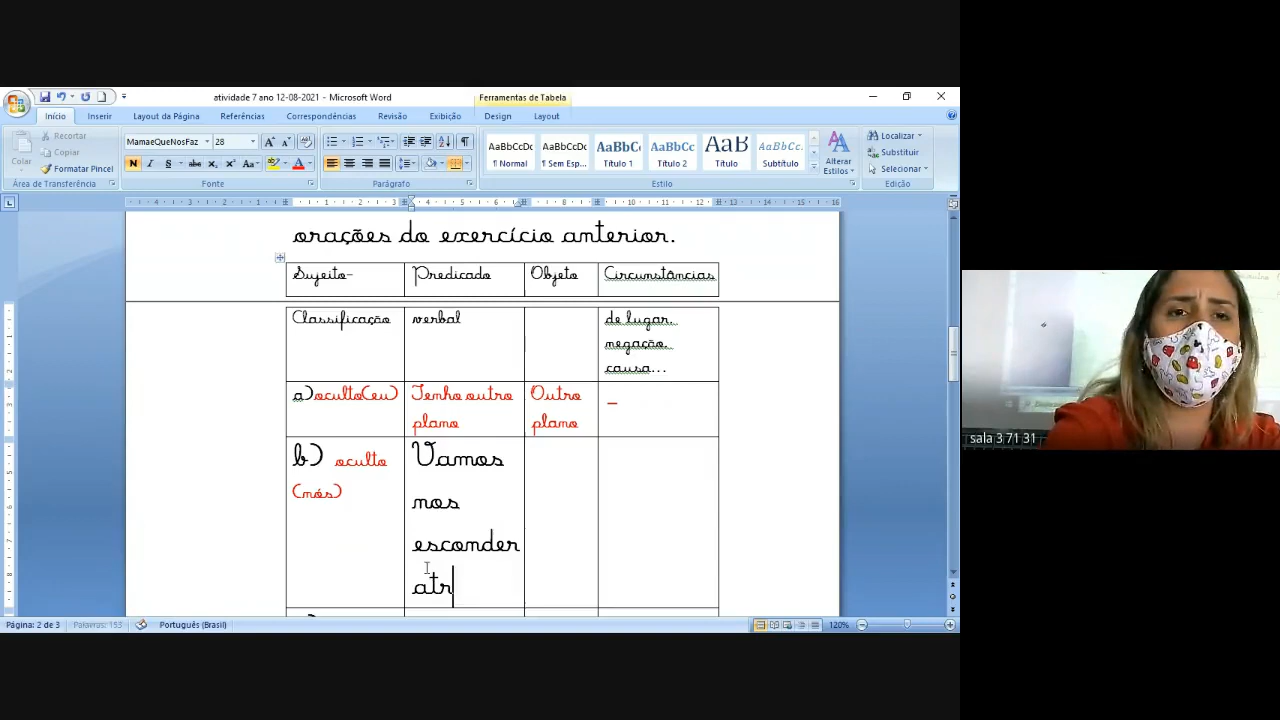 atividade 7 ano 12-08-2021 - Microsoft Word
Ferramentas de Tabela
Início Inserir Layout da Página Referências Correspondências Revisão Exibição Design Layout
Colar
Recortar
Copiar
Formatar Pincel
Área de Transferência
MamaeQueNosFaz 28
N I S abc x₂ x² Aa
Fonte
Parágrafo
AaBbCcDc AaBbCcDc AaBbCc AaBbCc AaB AaBbCc.
¶ Normal ¶ Sem Esp... Título 1 Título 2 Título Subtítulo
Alterar Estilos
Estilo
Localizar
Substituir
Selecionar
Edição
orações do exercício anterior.
Sujeito- Predicado Objeto Circunstâncias
Classificação verbal de lugar,
negação,
causa...
a)oculto(eu) Tenho outro Outro –
plano plano
b) oculto Vamos
(nós) nos
esconder
atr
sala 3 71 31
Página: 2 de 3 Palavras: 153 Português (Brasil) 120%